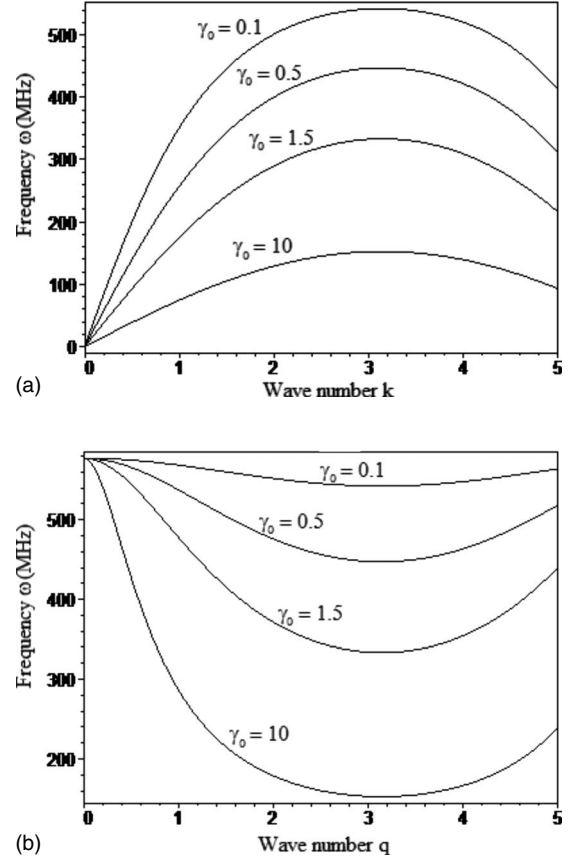 500
400
300
200
100
0
Frequency ω(MHz)
γ₀ = 0.1
γ₀ = 0.5
γ₀ = 1.5
γ₀ = 10
0 1 2 3 4 5
Wave number k
(a)
500
400
300
200
Frequency ω(MHz)
γ₀ = 0.1
γ₀ = 0.5
γ₀ = 1.5
γ₀ = 10
0 1 2 3 4 5
Wave number q
(b)